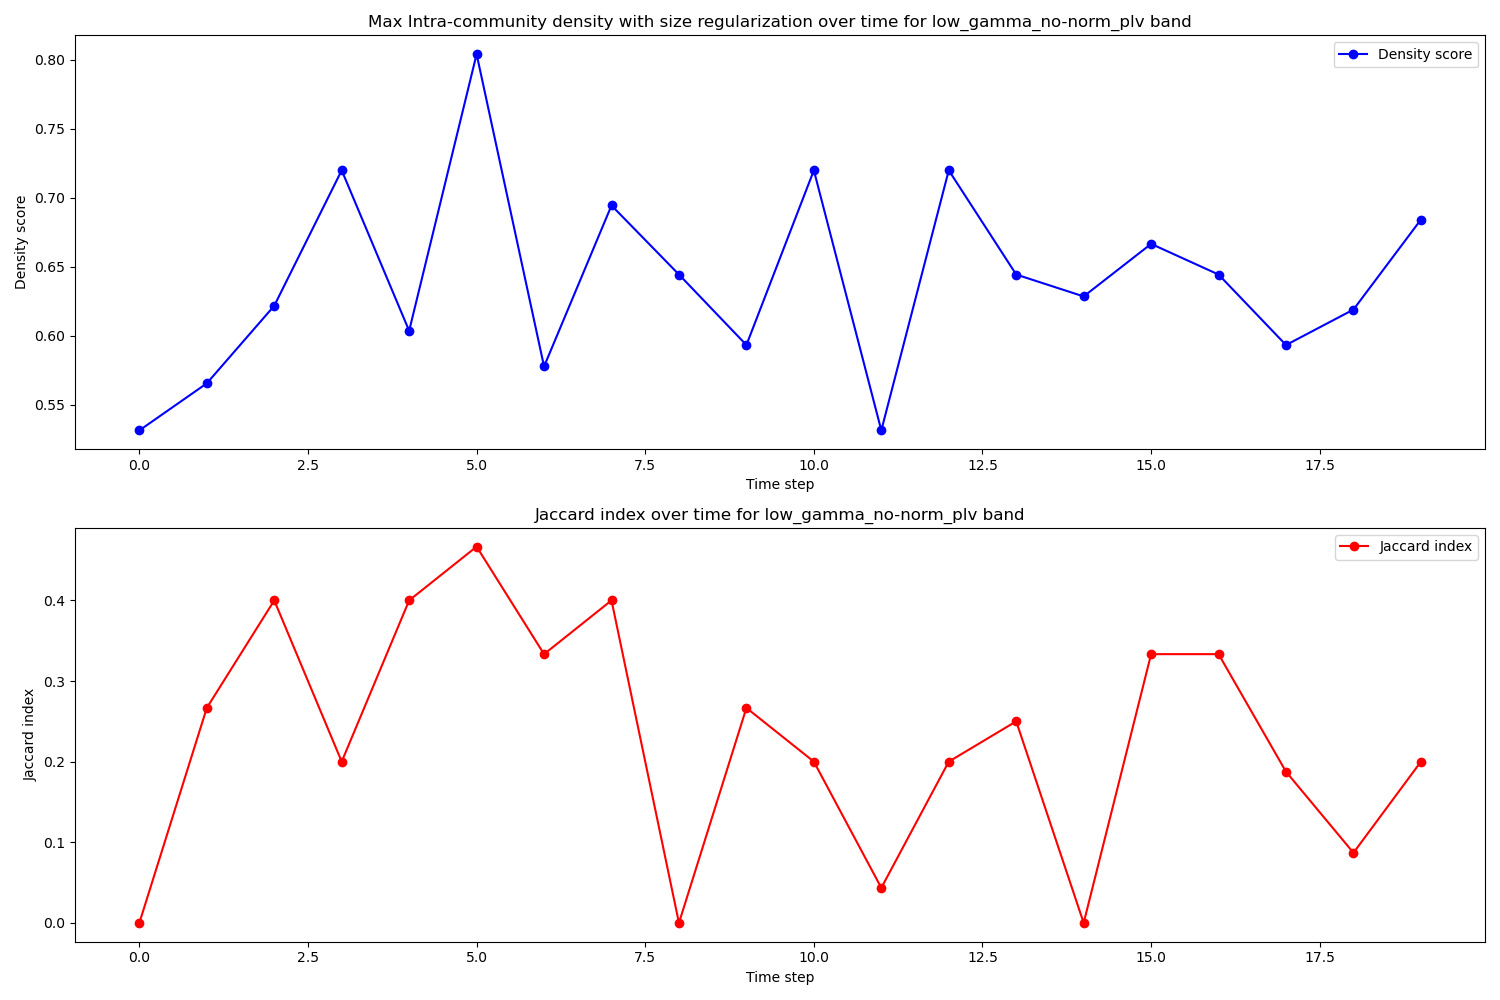 Max Intra-community density with size regularization over time for low_gamma_no-norm_plv band
Density score
0.80
0.75
0.70
0.65
0.60
0.55
Density score
0.0 2.5 5.0 7.5 10.0 12.5 15.0 17.5
Time step
Jaccard index over time for low_gamma_no-norm_plv band
Jaccard index
0.4
0.3
0.2
0.1
0.0
Jaccard index
0.0 2.5 5.0 7.5 10.0 12.5 15.0 17.5
Time step